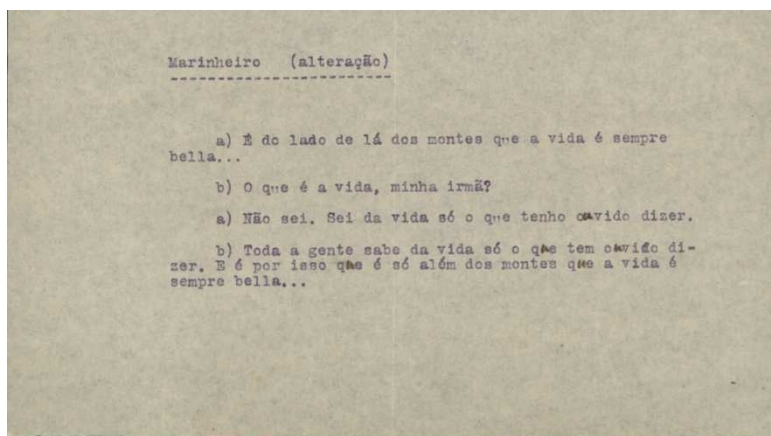 Marinheiro (alteração)
a) É do lado de lá dos montes que a vida é sempre
bella...
b) O que é a vida, minha irmã?
a) Não sei. Sei da vida só o que tenho ouvido dizer.
b) Toda a gente sabe da vida só o que tem ouvido di-
zer. E é por isso que é só além dos montes que a vida é
sempre bella...